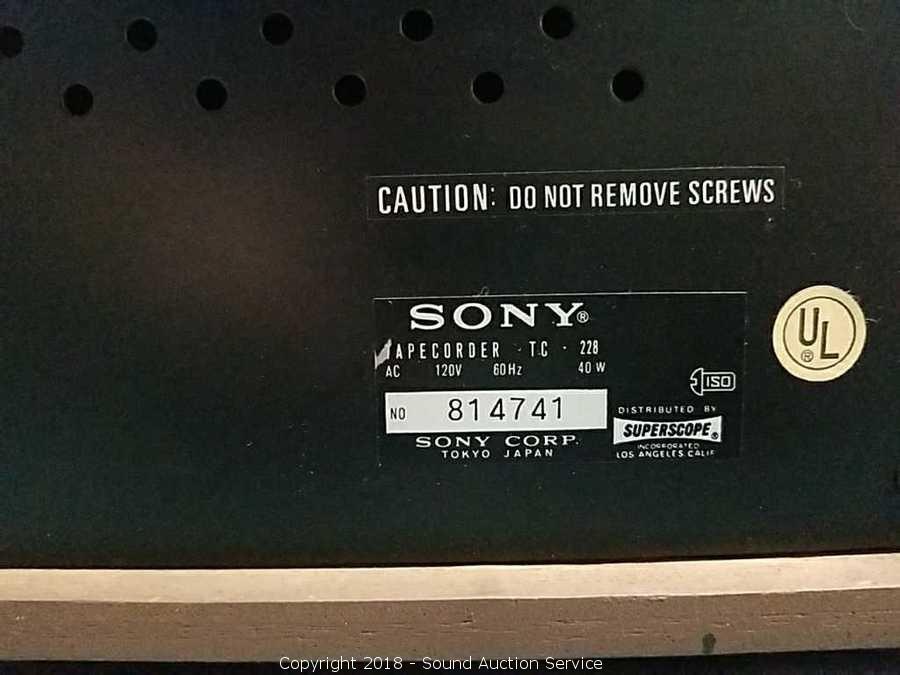 CAUTION: DO NOT REMOVE SCREWS
SONY®
APECORDER · TC · 228
AC 120V 60Hz 40W
ISO
UL®
NO 814741
SONY CORP.
TOKYO JAPAN
DISTRIBUTED BY
SUPERSCOPE®
INCORPORATED
LOS ANGELES CALIF
Copyright 2018 - Sound Auction Service